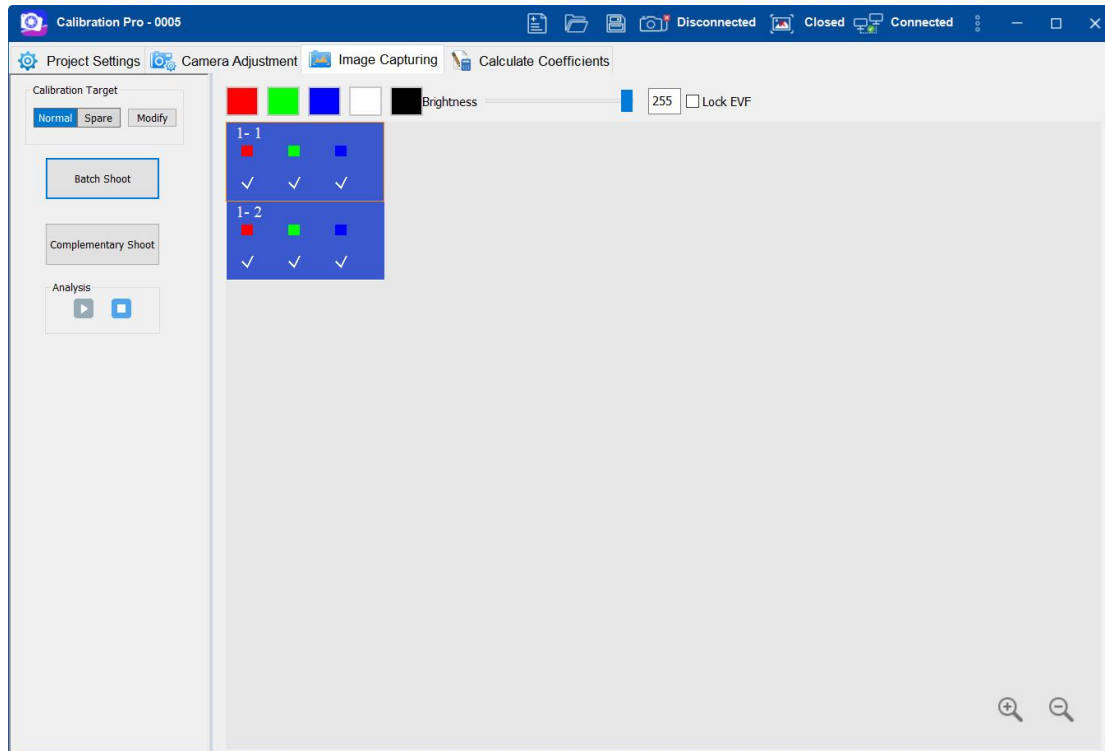 Calibration Pro - 0005
Disconnected
Closed
Connected
Project Settings
Camera Adjustment
Image Capturing
Calculate Coefficients
Calibration Target
Normal
Spare
Modify
Brightness
255
Lock EVF
1- 1
Batch Shoot
1- 2
Complementary Shoot
Analysis